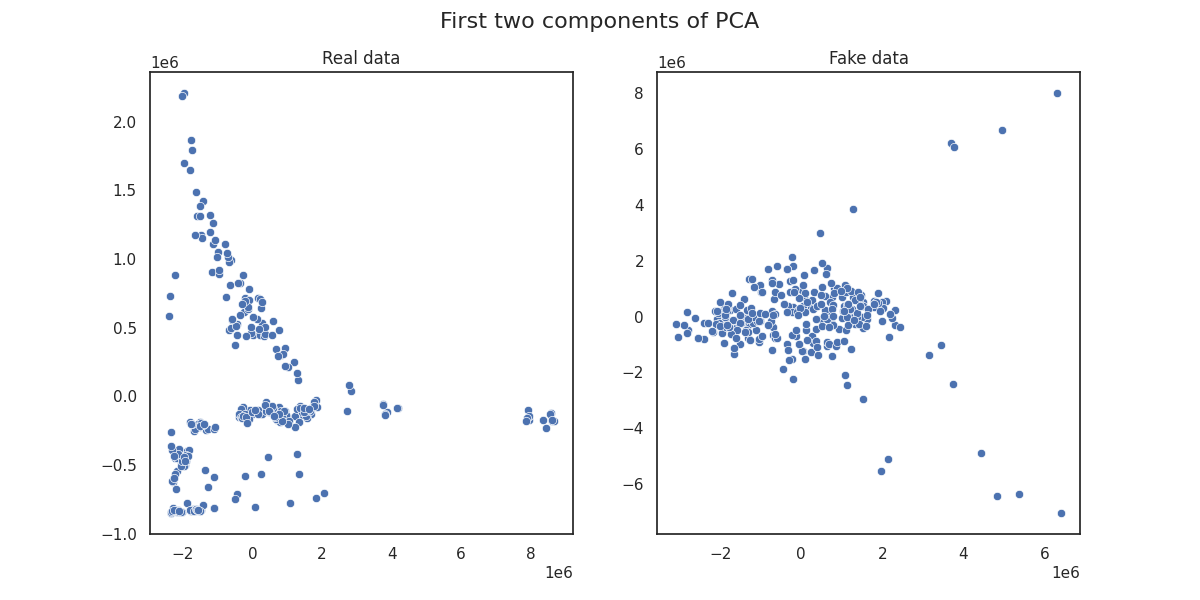 First two components of PCA
Real data
1e6
2.0
1.5
1.0
0.5
0.0
−0.5
−1.0
−2 0 2 4 6 8
1e6
Fake data
1e6
8
6
4
2
0
−2
−4
−6
−2 0 2 4 6
1e6